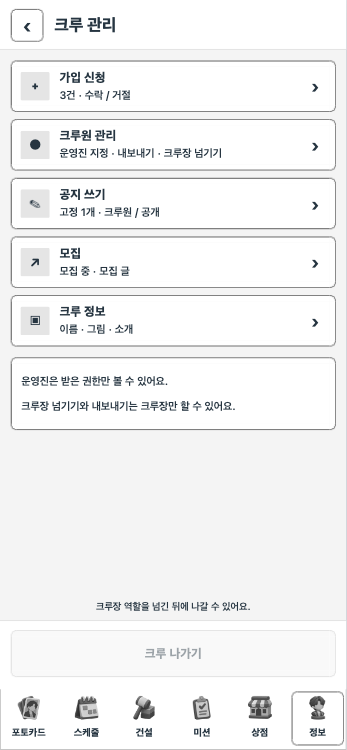 크루 관리
가입 신청
3건 · 수락 / 거절
크루원 관리
운영진 지정 · 내보내기 · 크루장 넘기기
공지 쓰기
고정 1개 · 크루원 / 공개
모집
모집 중 · 모집 글
크루 정보
이름 · 그림 · 소개
운영진은 받은 권한만 볼 수 있어요.
크루장 넘기기와 내보내기는 크루장만 할 수 있어요.
크루장 역할을 넘긴 뒤에 나갈 수 있어요.
크루 나가기
포토카드 스케줄 건설 미션 상점 정보